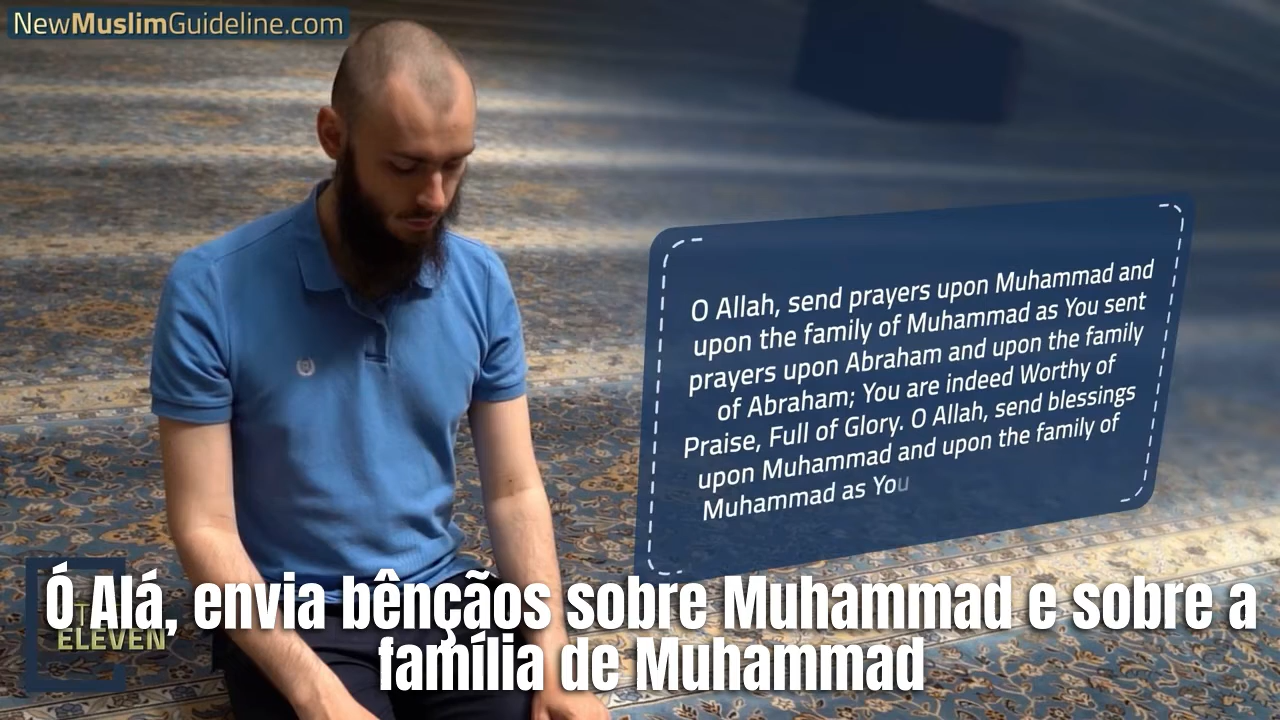 NewMuslimGuideline.com
O Allah, send prayers upon Muhammad and
upon the family of Muhammad as You sent
prayers upon Abraham and upon the family
of Abraham; You are indeed Worthy of
Praise, Full of Glory. O Allah, send blessings
upon Muhammad and upon the family of
Muhammad as You
ELEVEN
Ó Alá, envia bênçãos sobre Muhammad e sobre a
família de Muhammad